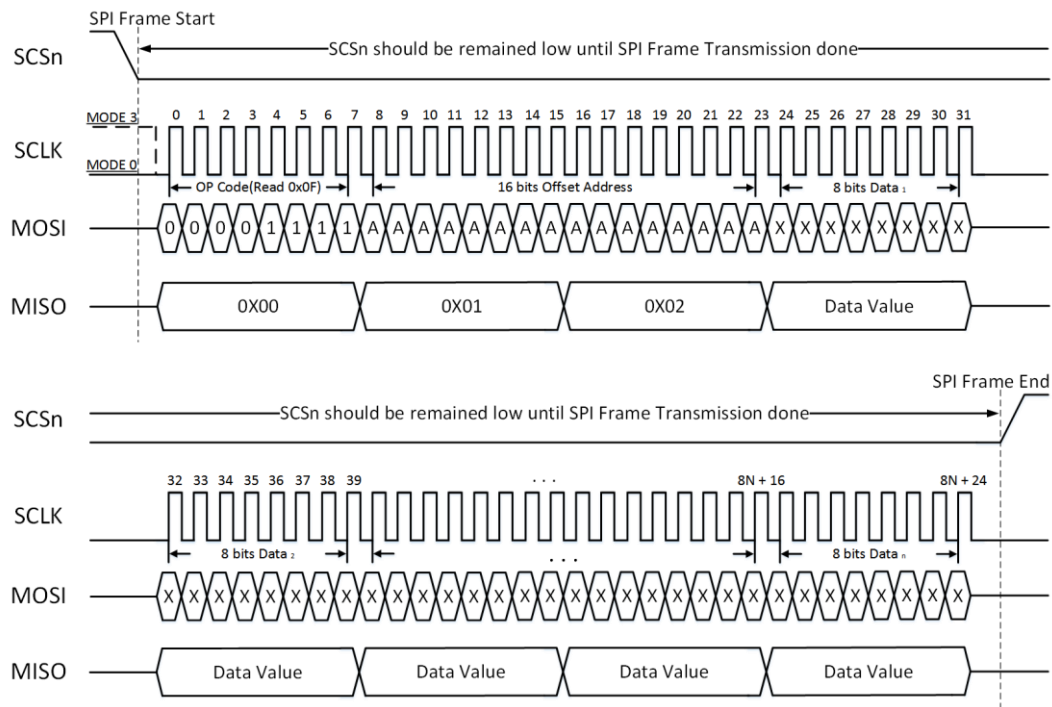 SPI Frame Start
SCSn
SCSn should be remained low until SPI Frame Transmission done
MODE 3
0 1 2 3 4 5 6 7 8 9 10 11 12 13 14 15 16 17 18 19 20 21 22 23 24 25 26 27 28 29 30 31
SCLK
MODE 0
OP Code(Read 0x0F)
16 bits Offset Address
8 bits Data 1
MOSI 0 0 0 0 1 1 1 1 A A A A A A A A A A A A A A A A X X X X X X X X
MISO 0X00 0X01 0X02 Data Value
SPI Frame End
SCSn
SCSn should be remained low until SPI Frame Transmission done
32 33 34 35 36 37 38 39 . . . 8N + 16 8N + 24
SCLK
8 bits Data 2 . . . 8 bits Data n
MOSI X X X X X X X X X X X X X X X X X X X X X X X X X X X X X X X X
MISO Data Value Data Value Data Value Data Value